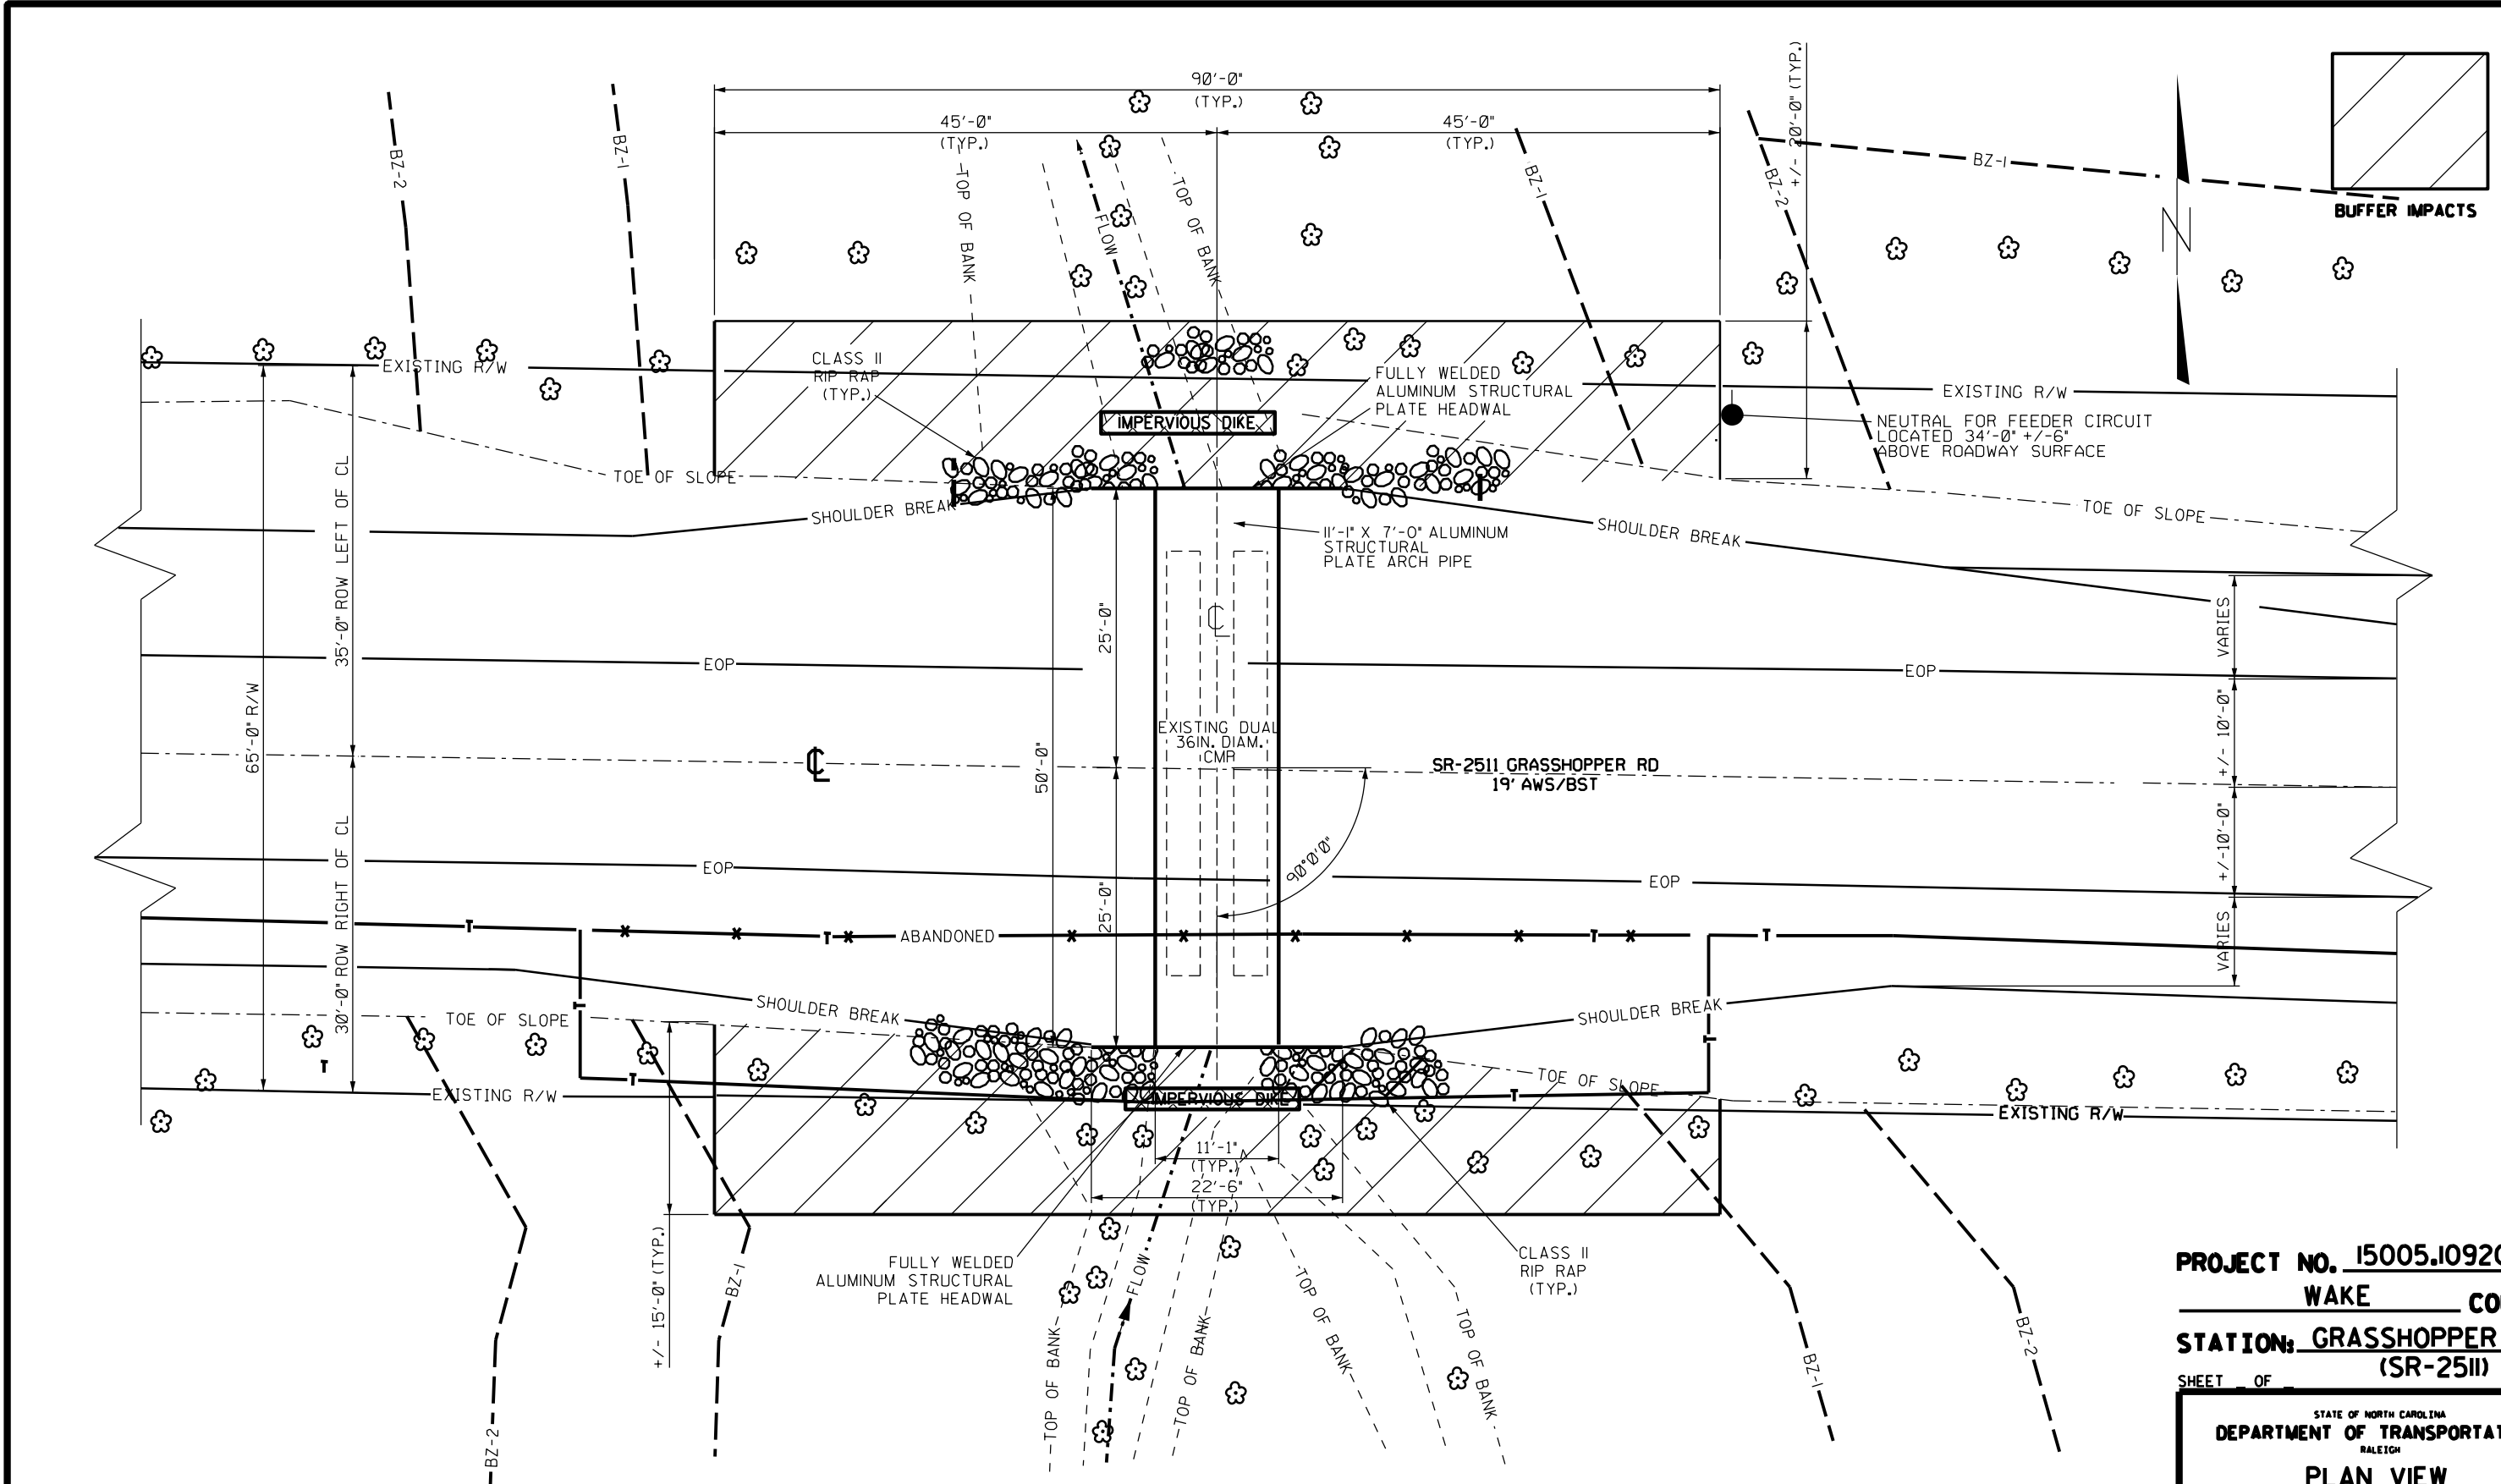 90'-0"
(TYP.)
45'-0"
(TYP.)
45'-0"
(TYP.)
+/- 20'-0" (TYP.)
BZ-2
BZ-1
TOP OF BANK
FLOW
TOP OF BANK
BZ-1
BZ-2
BZ-1
N
BUFFER IMPACTS
EXISTING R/W
CLASS II
RIP RAP
(TYP.)
FULLY WELDED
ALUMINUM STRUCTURAL
PLATE HEADWAL
IMPERVIOUS DIKE
EXISTING R/W
NEUTRAL FOR FEEDER CIRCUIT
LOCATED 34'-0" +/-6"
ABOVE ROADWAY SURFACE
TOE OF SLOPE
SHOULDER BREAK
SHOULDER BREAK
TOE OF SLOPE
11'-1" X 7'-0" ALUMINUM
STRUCTURAL
PLATE ARCH PIPE
35'-0" ROW LEFT OF CL
65'-0" R/W
25'-0"
CL
VARIES
EOP
EOP
+/- 10'-0"
EXISTING DUAL
36IN. DIAM.
CMP
CL
50'-0"
SR-2511 GRASSHOPPER RD
19' AWS/BST
+/-10'-0"
90°0'0"
EOP
EOP
30'-0" ROW RIGHT OF CL
25'-0"
T
T
ABANDONED
T
T
VARIES
T
T
SHOULDER BREAK
SHOULDER BREAK
TOE OF SLOPE
T
T
TOE OF SLOPE
T
EXISTING R/W
IMPERVIOUS DIKE
EXISTING R/W
11'-1"
(TYP.)
22'-6"
(TYP.)
+/- 15'-0" (TYP.)
BZ-1
BZ-2
FULLY WELDED
ALUMINUM STRUCTURAL
PLATE HEADWAL
FLOW
CLASS II
RIP RAP
(TYP.)
TOP OF BANK
TOP OF BANK
TOP OF BANK
TOP OF BANK
BZ-1
BZ-2
PROJECT NO. 15005.10920
WAKE CO
STATION: GRASSHOPPER
(SR-2511)
SHEET _ OF _
STATE OF NORTH CAROLINA
DEPARTMENT OF TRANSPORTAT
RALEIGH
PLAN VIEW